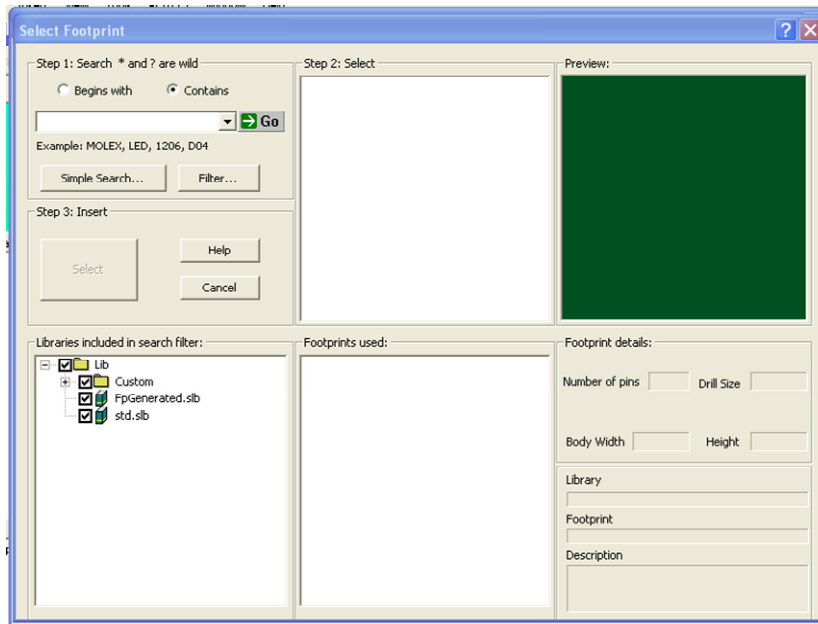 Select Footprint
Step 1: Search * and ? are wild
Begins with
Contains
Go
Example: MOLEX, LED, 1206, D04
Simple Search...
Filter...
Step 2: Select
Preview:
Step 3: Insert
Select
Help
Cancel
Libraries included in search filter:
Lib
Custom
FpGenerated.slb
std.slb
Footprints used:
Footprint details:
Number of pins
Drill Size
Body Width
Height
Library
Footprint
Description